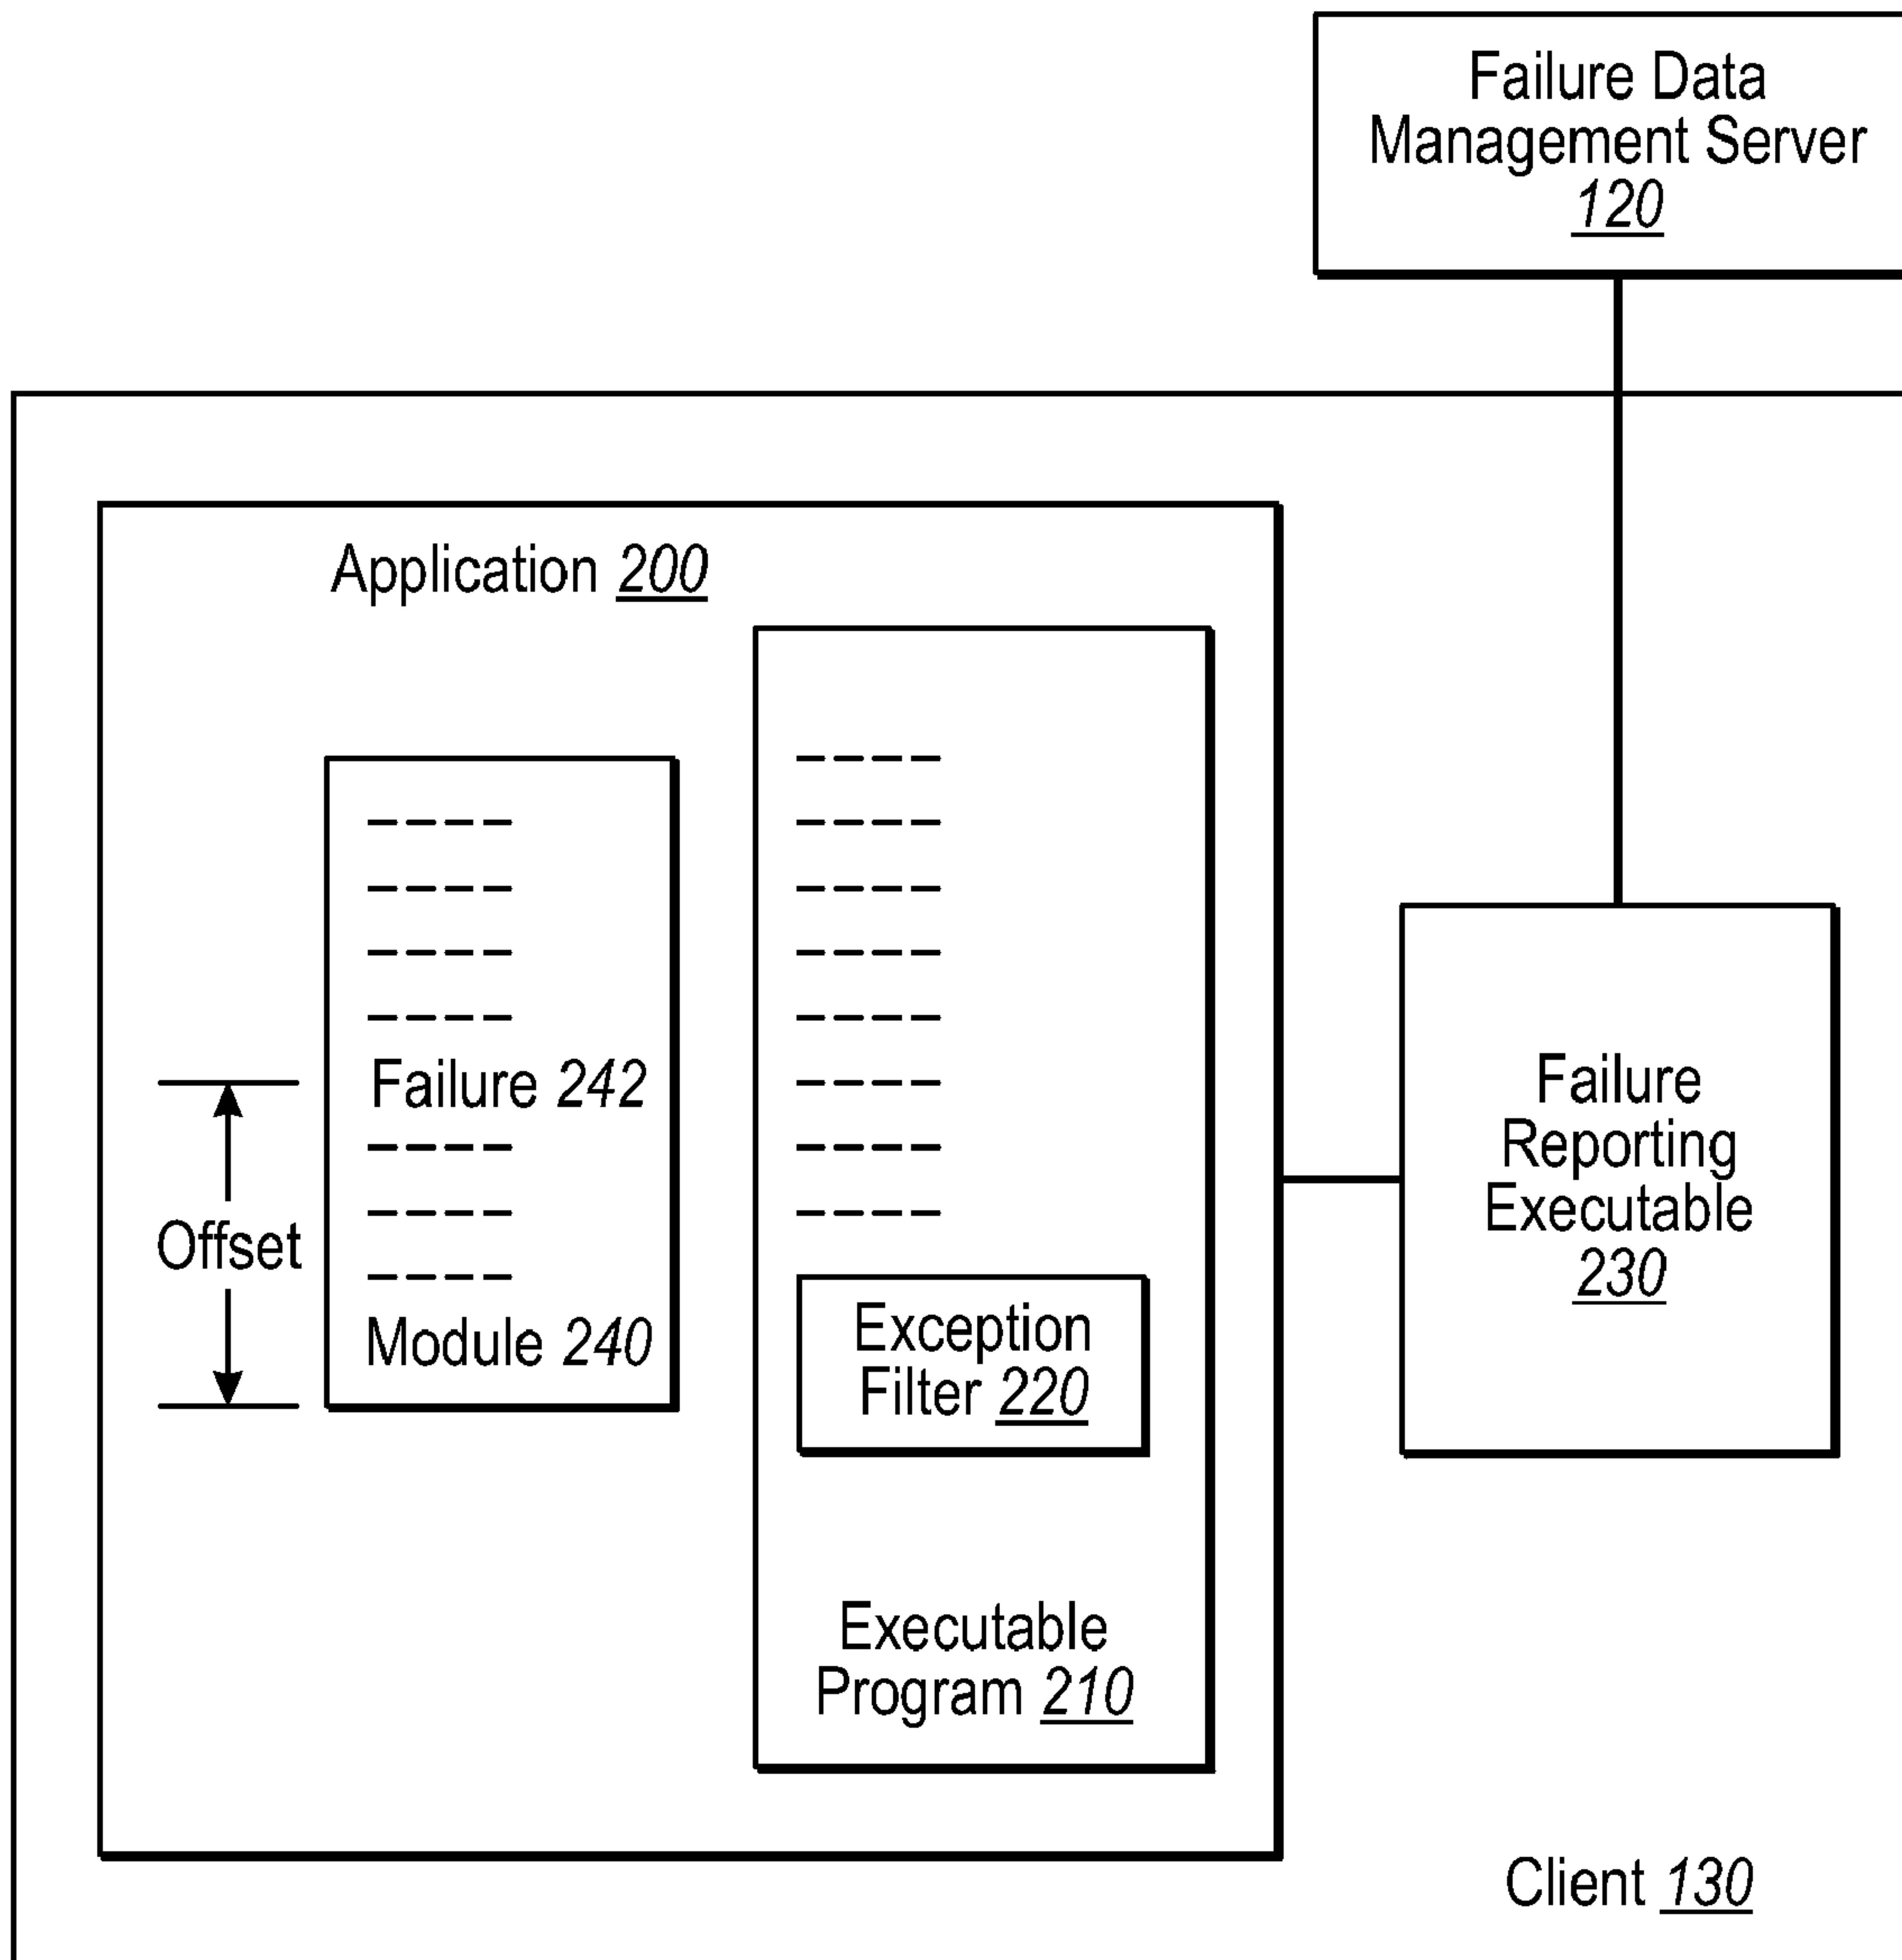 Failure Data
Management Server
120
Application 200
Failure 242
Offset
Module 240
Exception
Filter 220
Executable
Program 210
Failure
Reporting
Executable
230
Client 130